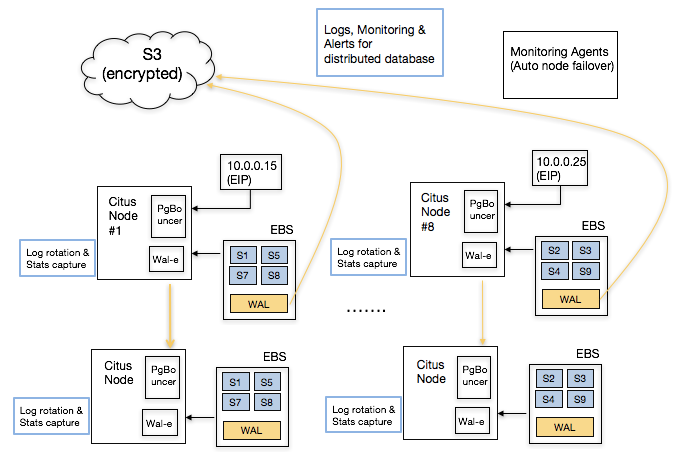 S3
(encrypted)
Logs, Monitoring &
Alerts for
distributed database
Monitoring Agents
(Auto node failover)
10.0.0.15
(EIP)
Citus
Node
#1
PgBo
uncer
Wal-e
Log rotation &
Stats capture
EBS
S1 S5
S7 S8
WAL
.......
10.0.0.25
(EIP)
Citus
Node
#8
PgBo
uncer
Wal-e
Log rotation &
Stats capture
EBS
S2 S3
S4 S9
WAL
Citus
Node
PgBo
uncer
Wal-e
Log rotation &
Stats capture
EBS
S1 S5
S7 S8
WAL
Citus
Node
PgBo
uncer
Wal-e
Log rotation &
Stats capture
EBS
S2 S3
S4 S9
WAL